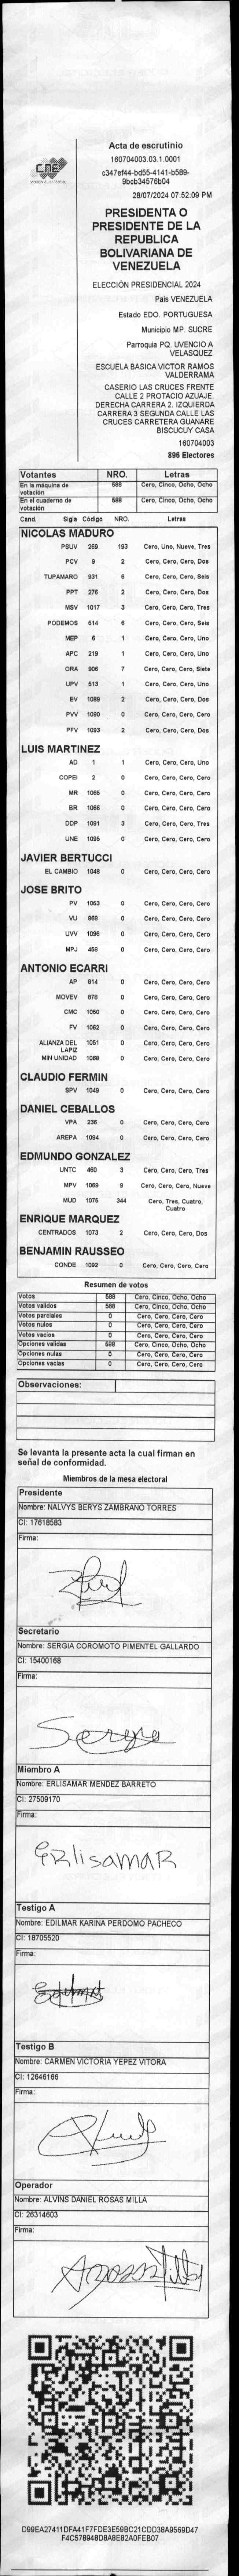 Acta de escrutinio
160704003.03.1.0001
c347ef44-bd55-4141-b589-
9bcb34576b04
28/07/2024 07:52:09 PM
CNE
PRESIDENTA O
PRESIDENTE DE LA
REPUBLICA
BOLIVARIANA DE
VENEZUELA
ELECCIÓN PRESIDENCIAL 2024
País VENEZUELA
Estado EDO. PORTUGUESA
Municipio MP. SUCRE
Parroquia PQ. UVENCIO A
VELASQUEZ
ESCUELA BASICA VICTOR RAMOS
VALDERRAMA
CASERIO LAS CRUCES FRENTE
CALLE 2 PROTACIO AZUAJE.
DERECHA CARRERA 2. IZQUIERDA
CARRERA 3 SEGUNDA CALLE LAS
CRUCES CARRETERA GUANARE
BISCUCUY CASA
160704003
896 Electores
Votantes NRO. Letras
En la máquina de votación 588 Cero, Cinco, Ocho, Ocho
En el cuaderno de votación 588 Cero, Cinco, Ocho, Ocho
Cand. Sigla Código NRO. Letras
NICOLAS MADURO
PSUV 269 193 Cero, Uno, Nueve, Tres
PCV 9 2 Cero, Cero, Cero, Dos
TUPAMARO 931 6 Cero, Cero, Cero, Seis
PPT 276 2 Cero, Cero, Cero, Dos
MSV 1017 3 Cero, Cero, Cero, Tres
PODEMOS 514 6 Cero, Cero, Cero, Seis
MEP 6 1 Cero, Cero, Cero, Uno
APC 219 1 Cero, Cero, Cero, Uno
ORA 906 7 Cero, Cero, Cero, Siete
UPV 513 1 Cero, Cero, Cero, Uno
EV 1089 2 Cero, Cero, Cero, Dos
PVV 1090 0 Cero, Cero, Cero, Cero
PFV 1093 2 Cero, Cero, Cero, Dos
LUIS MARTINEZ
AD 1 1 Cero, Cero, Cero, Uno
COPEI 2 0 Cero, Cero, Cero, Cero
MR 1065 0 Cero, Cero, Cero, Cero
BR 1066 0 Cero, Cero, Cero, Cero
DDP 1091 3 Cero, Cero, Cero, Tres
UNE 1095 0 Cero, Cero, Cero, Cero
JAVIER BERTUCCI
EL CAMBIO 1048 0 Cero, Cero, Cero, Cero
JOSE BRITO
PV 1053 0 Cero, Cero, Cero, Cero
VU 868 0 Cero, Cero, Cero, Cero
UVV 1096 0 Cero, Cero, Cero, Cero
MPJ 458 0 Cero, Cero, Cero, Cero
ANTONIO ECARRI
AP 914 0 Cero, Cero, Cero, Cero
MOVEV 878 0 Cero, Cero, Cero, Cero
CMC 1050 0 Cero, Cero, Cero, Cero
FV 1062 0 Cero, Cero, Cero, Cero
ALIANZA DEL LAPIZ 1051 0 Cero, Cero, Cero, Cero
MIN UNIDAD 1068 0 Cero, Cero, Cero, Cero
CLAUDIO FERMIN
SPV 1049 0 Cero, Cero, Cero, Cero
DANIEL CEBALLOS
VPA 236 0 Cero, Cero, Cero, Cero
AREPA 1094 0 Cero, Cero, Cero, Cero
EDMUNDO GONZALEZ
UNTC 460 3 Cero, Cero, Cero, Tres
MPV 1069 9 Cero, Cero, Cero, Nueve
MUD 1075 344 Cero, Tres, Cuatro, Cuatro
ENRIQUE MARQUEZ
CENTRADOS 1073 2 Cero, Cero, Cero, Dos
BENJAMIN RAUSSEO
CONDE 1092 0 Cero, Cero, Cero, Cero
Resumen de votos
Votos 588 Cero, Cinco, Ocho, Ocho
Votos validos 588 Cero, Cinco, Ocho, Ocho
Votos parciales 0 Cero, Cero, Cero, Cero
Votos nulos 0 Cero, Cero, Cero, Cero
Votos vacios 0 Cero, Cero, Cero, Cero
Opciones validas 588 Cero, Cinco, Ocho, Ocho
Opciones nulas 0 Cero, Cero, Cero, Cero
Opciones vacias 0 Cero, Cero, Cero, Cero
Observaciones:
Se levanta la presente acta la cual firman en
señal de conformidad.
Miembros de la mesa electoral
Presidente
Nombre: NALVYS BERYS ZAMBRANO TORRES
CI: 17618583
Firma:
Secretario
Nombre: SERGIA COROMOTO PIMENTEL GALLARDO
CI: 15400168
Firma:
Miembro A
Nombre: ERLISAMAR MENDEZ BARRETO
CI: 27509170
Firma:
ERlisamaR
Testigo A
Nombre: EDILMAR KARINA PERDOMO PACHECO
CI: 18705520
Firma:
Testigo B
Nombre: CARMEN VICTORIA YEPEZ VITORA
CI: 12646166
Firma:
Operador
Nombre: ALVINS DANIEL ROSAS MILLA
CI: 26314603
Firma:
D99EA27411DFA41F7FDE3E59BC21CDD38A9569D47
F4C578948D8A8E82A0FEB07